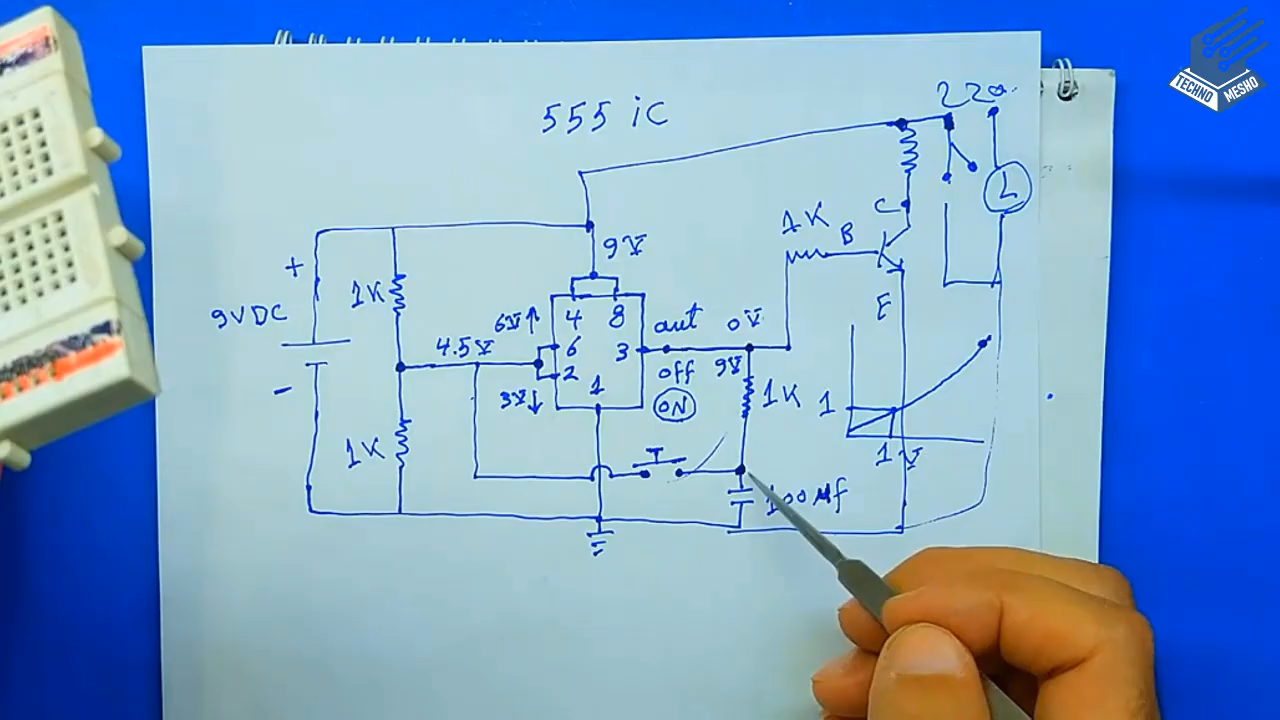 TECHNO
MESHO
555 ic
220
L
C
1K
B
E
9V
+
9VDC
-
1K
4.5V
6V↑
4
8
6
2
3
1
3V↓
out
0V
off
9V
ON
1K
1K
1
1V
100Mf